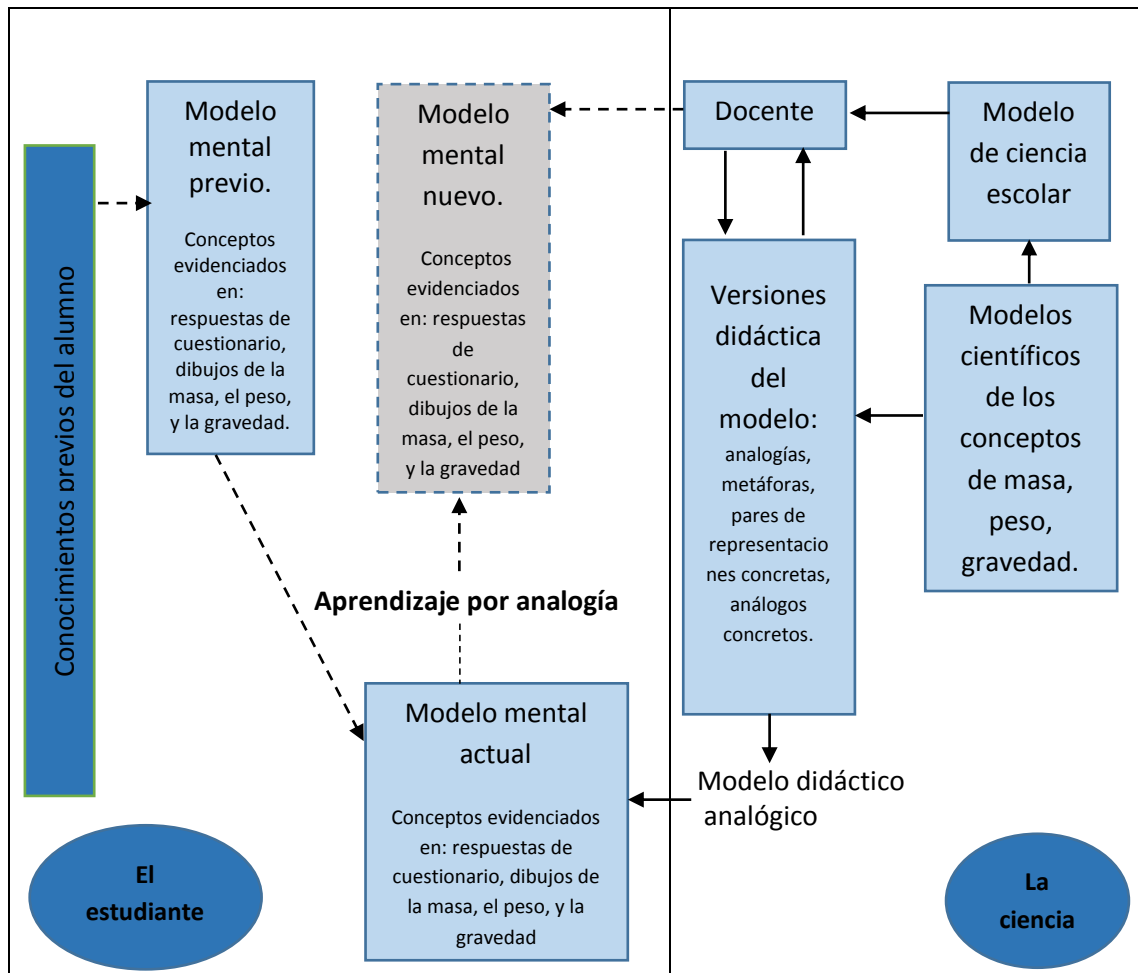 Conocimientos previos del alumno
Modelo
mental
previo.
Conceptos
evidenciados
en:
respuestas de
cuestionario,
dibujos de la
masa, el peso,
y la gravedad.
Modelo
mental
nuevo.
Conceptos
evidenciados
en: respuestas
de
cuestionario,
dibujos de la
masa, el peso,
y la gravedad
Aprendizaje por analogía
Modelo mental
actual
Conceptos evidenciados
en: respuestas de
cuestionario, dibujos de
la masa, el peso, y la
gravedad
El
estudiante
Docente
Versiones
didáctica
del
modelo:
analogías,
metáforas,
pares de
representacio
nes concretas,
análogos
concretos.
Modelo didáctico
analógico
Modelo
de ciencia
escolar
Modelos
científicos
de los
conceptos
de masa,
peso,
gravedad.
La
ciencia